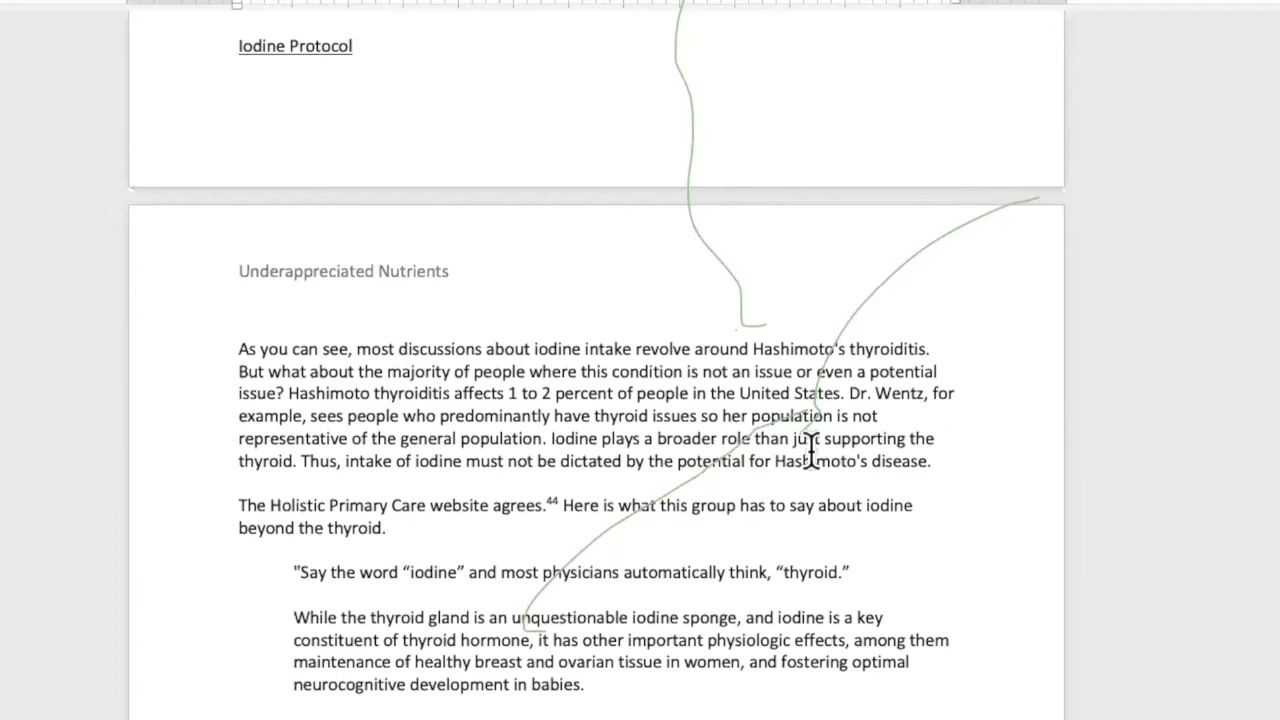 Iodine Protocol
Underappreciated Nutrients
As you can see, most discussions about iodine intake revolve around Hashimoto's thyroiditis.
But what about the majority of people where this condition is not an issue or even a potential
issue? Hashimoto thyroiditis affects 1 to 2 percent of people in the United States. Dr. Wentz, for
example, sees people who predominantly have thyroid issues so her population is not
representative of the general population. Iodine plays a broader role than just supporting the
thyroid. Thus, intake of iodine must not be dictated by the potential for Hashimoto's disease.
The Holistic Primary Care website agrees.⁴⁴ Here is what this group has to say about iodine
beyond the thyroid.
"Say the word “iodine” and most physicians automatically think, “thyroid.”
While the thyroid gland is an unquestionable iodine sponge, and iodine is a key
constituent of thyroid hormone, it has other important physiologic effects, among them
maintenance of healthy breast and ovarian tissue in women, and fostering optimal
neurocognitive development in babies.